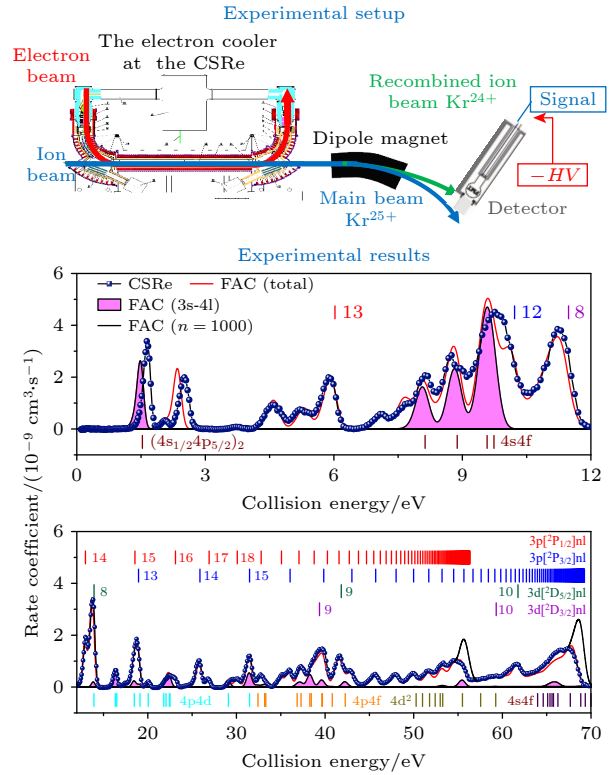 Experimental setup
The electron cooler
at the CSRe
Electron
beam
Recombined ion
beam Kr²⁴⁺
Signal
Dipole magnet
Ion
beam
−HV
Main beam
Kr²⁵⁺
Detector
Experimental results
CSRe
FAC (total)
FAC (3s-4l)
FAC (n = 1000)
13
12
8
(4s₁/₂4p₅/₂)₂
4s4f
6
4
2
0
0 3 6 9 12
Collision energy/eV
Rate coefficient/(10⁻⁹ cm³·s⁻¹)
3p[²P₁/₂]nl
14 15 16 17 18
3p[²P₃/₂]nl
13 14 15
3d[²D₅/₂]nl
8 9 10
3d[²D₃/₂]nl
9 10
4p4d 4p4f 4d² 4s4f
6
4
2
0
20 30 40 50 60 70
Collision energy/eV